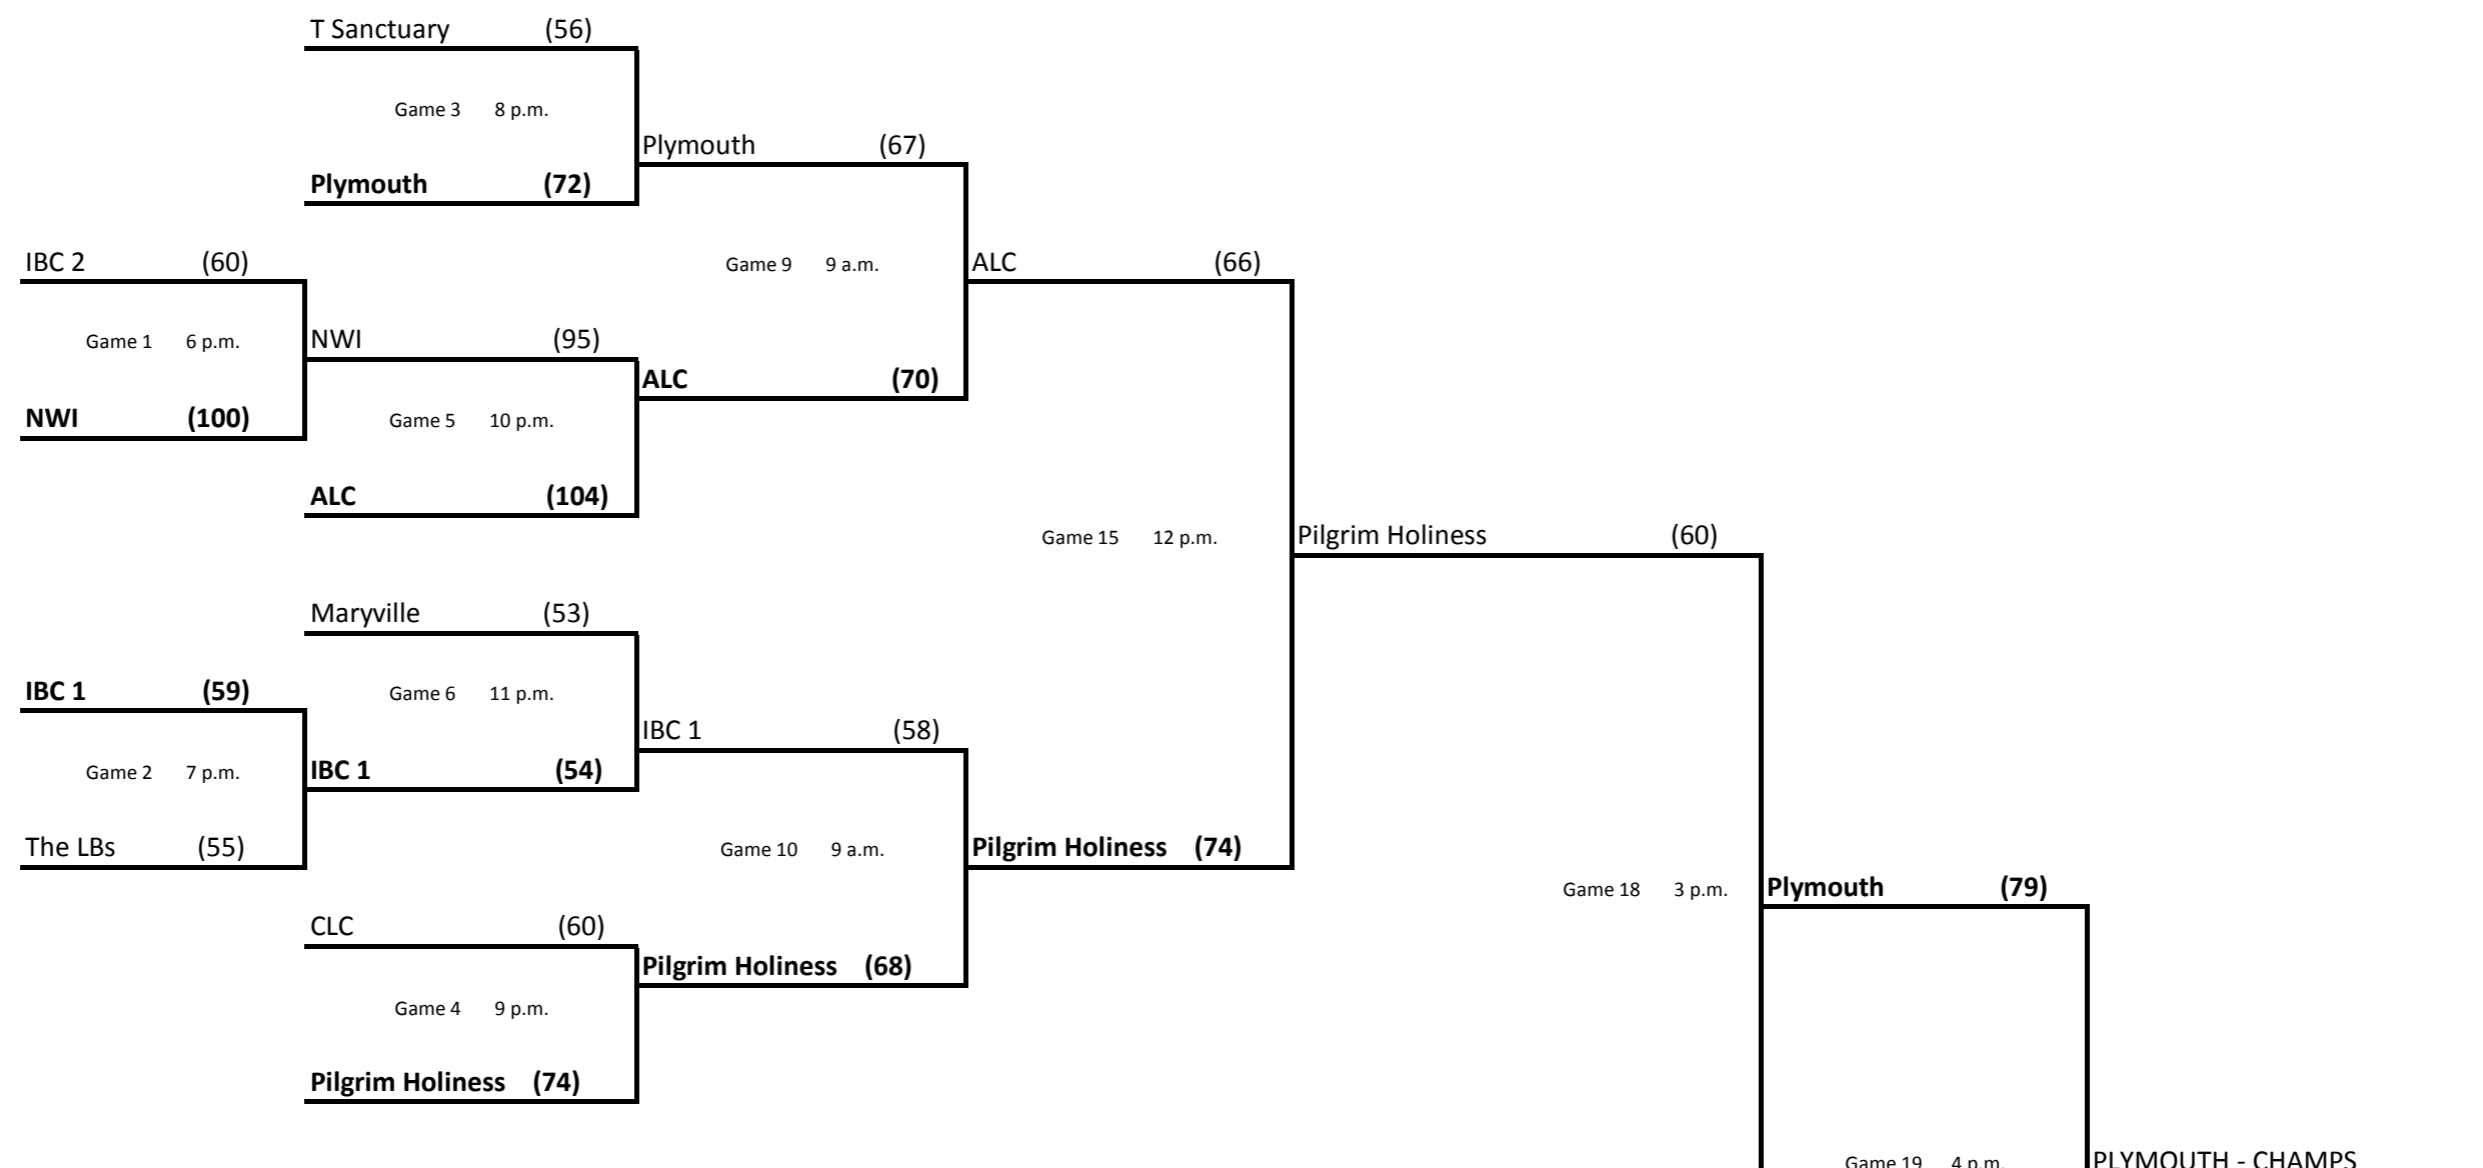 T Sanctuary (56)
Game 3 8 p.m.
Plymouth (67)
Plymouth (72)
IBC 2 (60)
Game 9 9 a.m.
ALC (66)
Game 1 6 p.m.
NWI (95)
ALC (70)
NWI (100)
Game 5 10 p.m.
ALC (104)
Game 15 12 p.m.
Pilgrim Holiness (60)
Maryville (53)
IBC 1 (59)
Game 6 11 p.m.
IBC 1 (58)
Game 2 7 p.m.
IBC 1 (54)
The LBs (55)
Game 10 9 a.m.
Pilgrim Holiness (74)
Game 18 3 p.m.
Plymouth (79)
CLC (60)
Pilgrim Holiness (68)
Game 4 9 p.m.
Pilgrim Holiness (74)
Game 19 4 p.m.
PLYMOUTH - CHAMPS